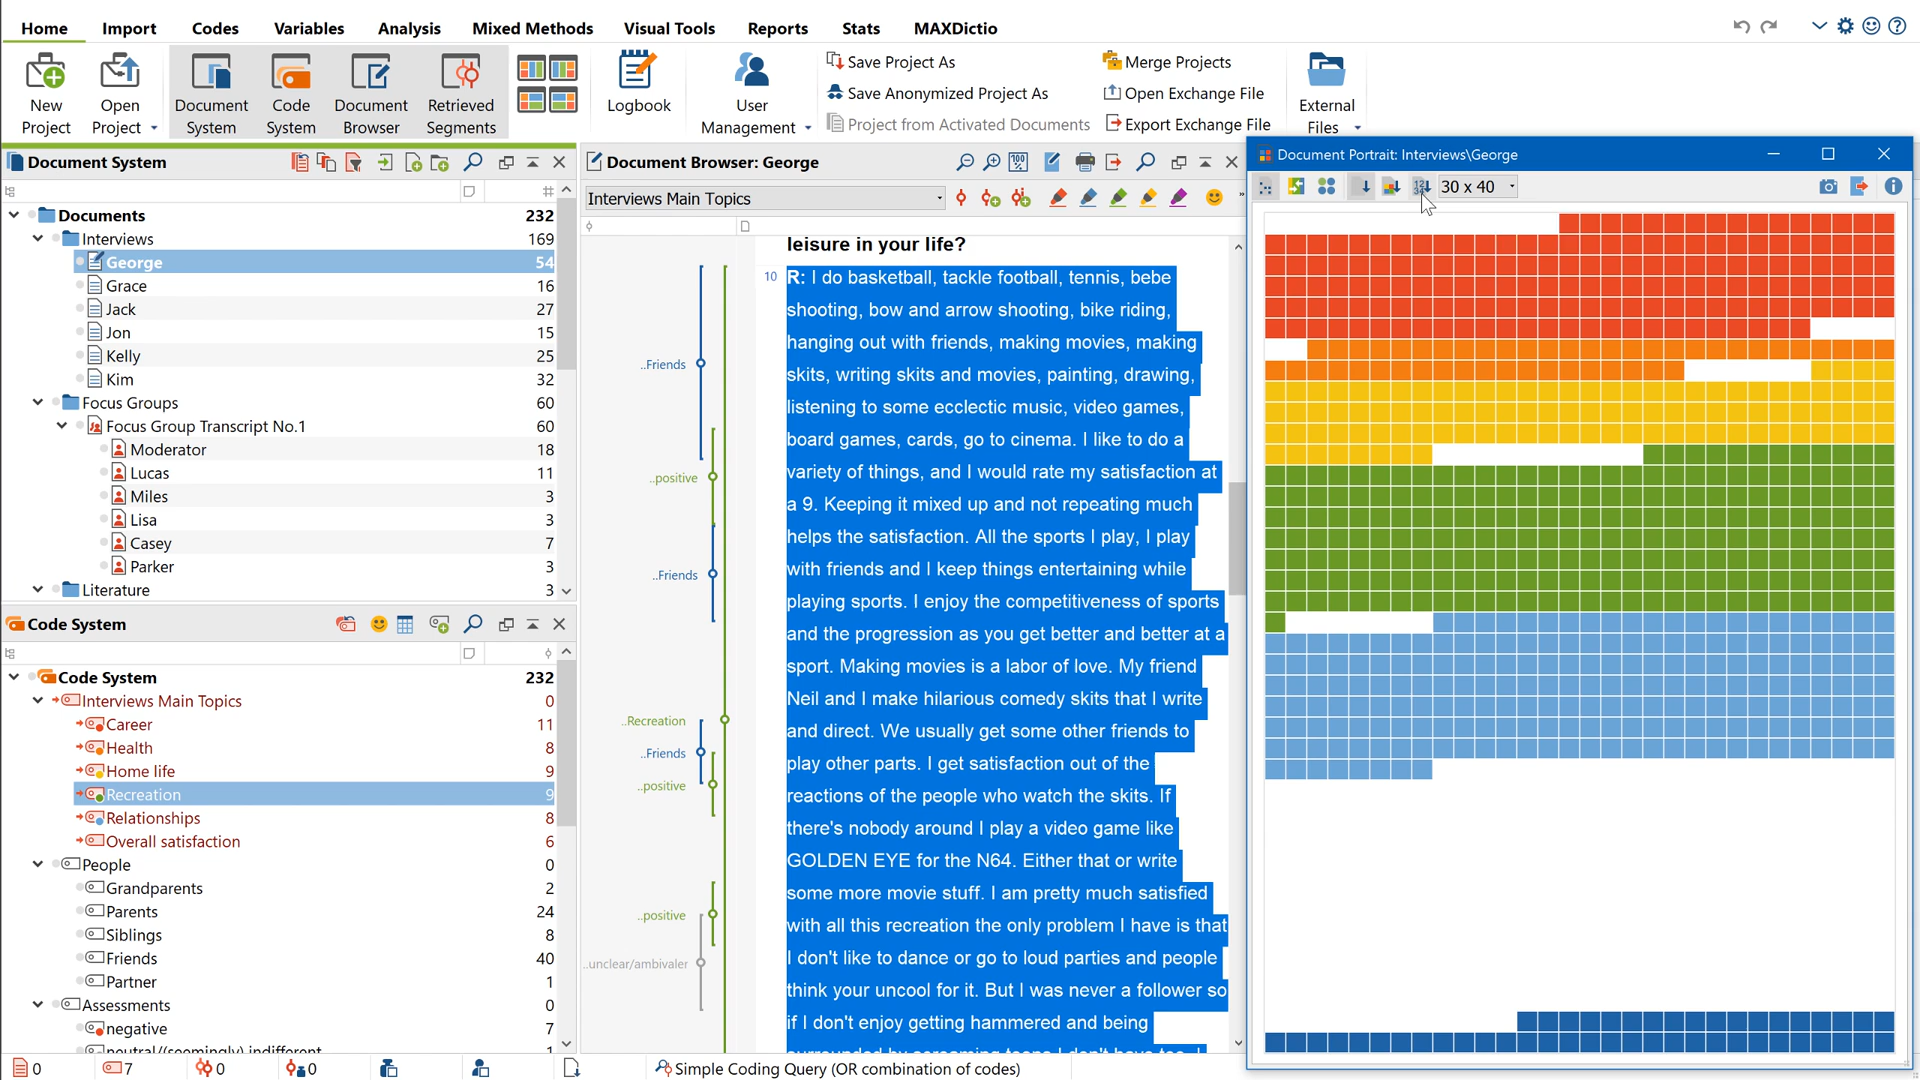 Home Import Codes Variables Analysis Mixed Methods Visual Tools Reports Stats MAXDictio
New Project
Open Project
Document System
Code System
Document Browser
Retrieved Segments
Logbook
User Management
Save Project As
Save Anonymized Project As
Project from Activated Documents
Merge Projects
Open Exchange File
Export Exchange File
External Files
Document System
#
Documents 232
Interviews 169
George 54
Grace 16
Jack 27
Jon 15
Kelly 25
Kim 32
Focus Groups 60
Focus Group Transcript No.1 60
Moderator 18
Lucas 11
Miles 3
Lisa 3
Casey 7
Parker 3
Literature 3
Code System
Code System 232
Interviews Main Topics 0
Career 11
Health 8
Home life 9
Recreation 9
Relationships 8
Overall satisfaction 6
People 0
Grandparents 2
Parents 24
Siblings 8
Friends 40
Partner 1
Assessments 0
negative 7
neutral/(seemingly) indifferent 1
Document Browser: George
Interviews Main Topics
..Friends
..positive
..Friends
..Recreation
..Friends
..positive
..positive
..unclear/ambivaler
leisure in your life?
10 R: I do basketball, tackle football, tennis, bebe
shooting, bow and arrow shooting, bike riding,
hanging out with friends, making movies, making
skits, writing skits and movies, painting, drawing,
listening to some ecclectic music, video games,
board games, cards, go to cinema. I like to do a
variety of things, and I would rate my satisfaction at
a 9. Keeping it mixed up and not repeating much
helps the satisfaction. All the sports I play, I play
with friends and I keep things entertaining while
playing sports. I enjoy the competitiveness of sports
and the progression as you get better and better at a
sport. Making movies is a labor of love. My friend
Neil and I make hilarious comedy skits that I write
and direct. We usually get some other friends to
play other parts. I get satisfaction out of the
reactions of the people who watch the skits. If
there's nobody around I play a video game like
GOLDEN EYE for the N64. Either that or write
some more movie stuff. I am pretty much satisfied
with all this recreation the only problem I have is that
I don't like to dance or go to loud parties and people
think your uncool for it. But I was never a follower so
if I don't enjoy getting hammered and being
surrounded by screaming teens I don't have too. I
Document Portrait: Interviews\George
30 x 40
0 7 0 0
Simple Coding Query (OR combination of codes)